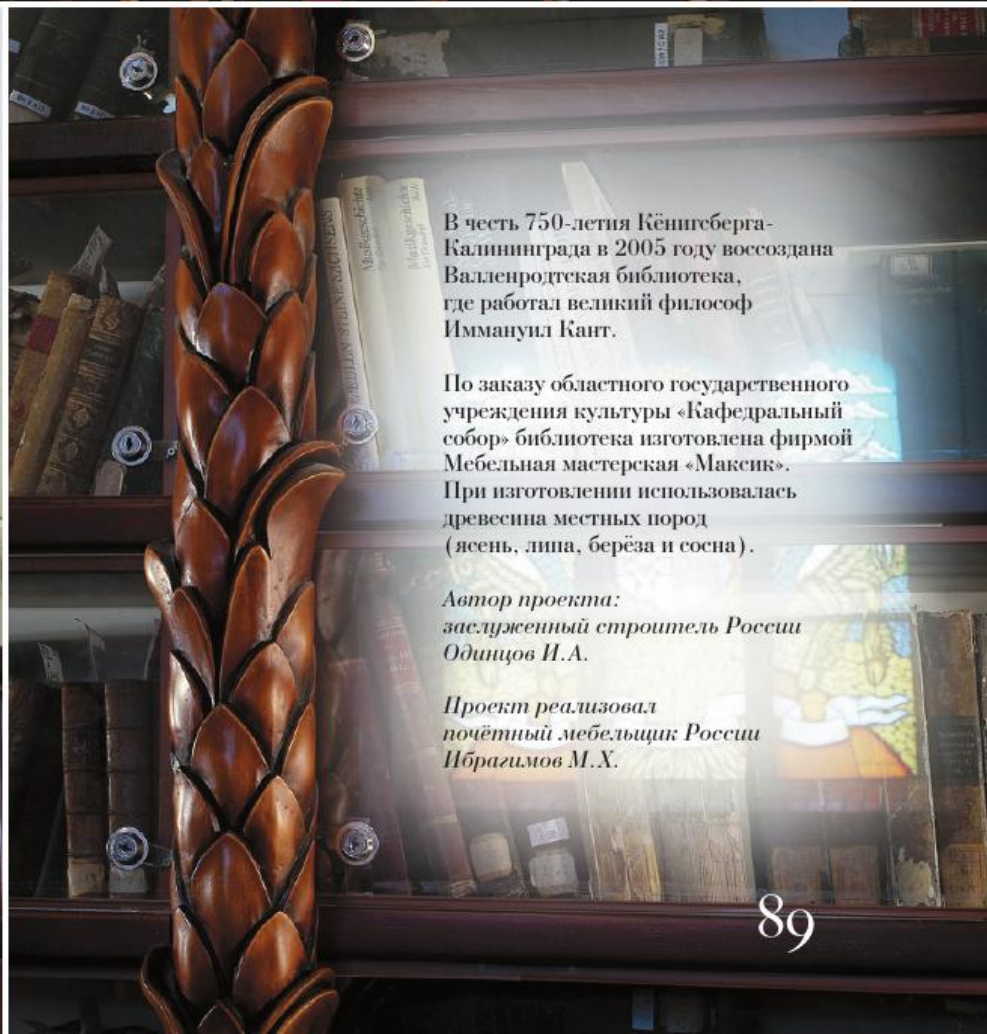 В честь 750-летия Кёнигсберга-
Калининграда в 2005 году воссоздана
Валленродтская библиотека,
где работал великий философ
Иммануил Кант.
По заказу областного государственного
учреждения культуры «Кафедральный
собор» библиотека изготовлена фирмой
Мебельная мастерская «Максик».
При изготовлении использовалась
древесина местных пород
(ясень, липа, берёза и сосна).
Автор проекта:
заслуженный строитель России
Одинцов И.А.
Проект реализовал
почётный мебельщик России
Ибрагимов М.Х.
89
Musikgeschichte
Musikgeschichte